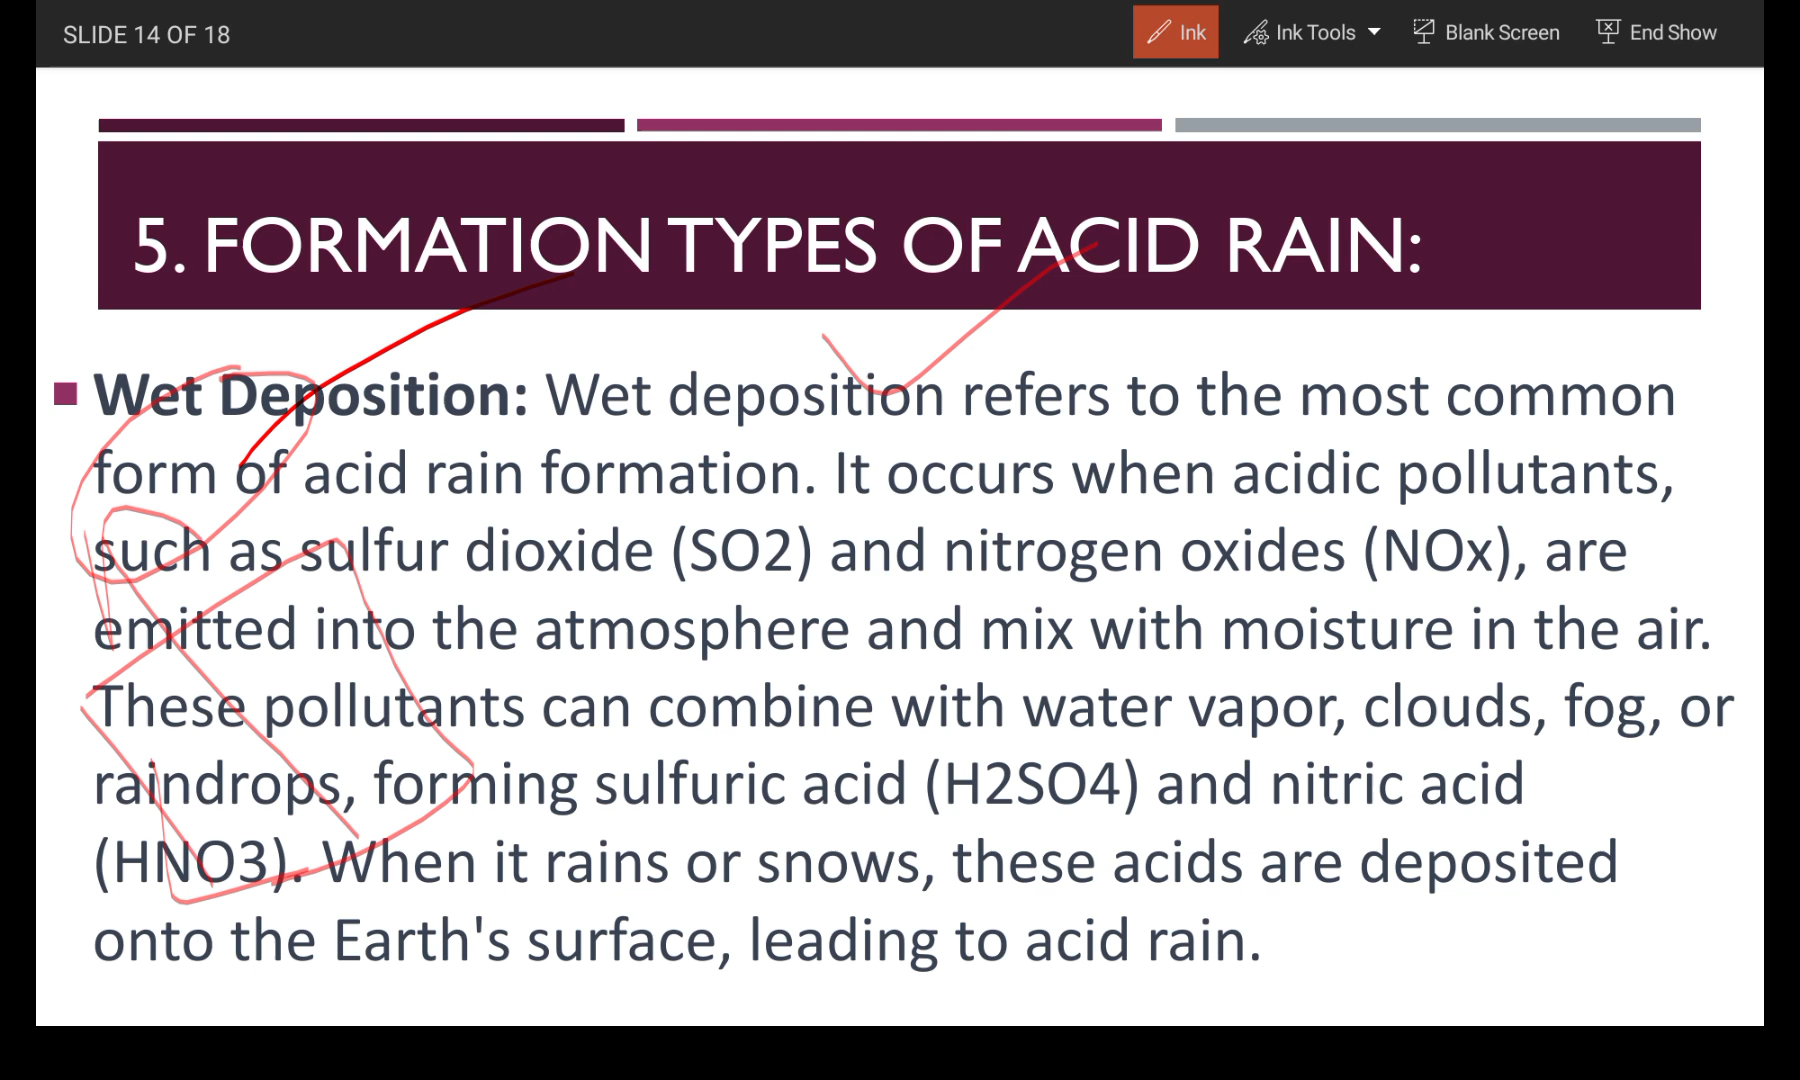 SLIDE 14 OF 18
Ink
Ink Tools
Blank Screen
End Show
5. FORMATION TYPES OF ACID RAIN:
Wet Deposition: Wet deposition refers to the most common
form of acid rain formation. It occurs when acidic pollutants,
such as sulfur dioxide (SO2) and nitrogen oxides (NOx), are
emitted into the atmosphere and mix with moisture in the air.
These pollutants can combine with water vapor, clouds, fog, or
raindrops, forming sulfuric acid (H2SO4) and nitric acid
(HNO3). When it rains or snows, these acids are deposited
onto the Earth's surface, leading to acid rain.